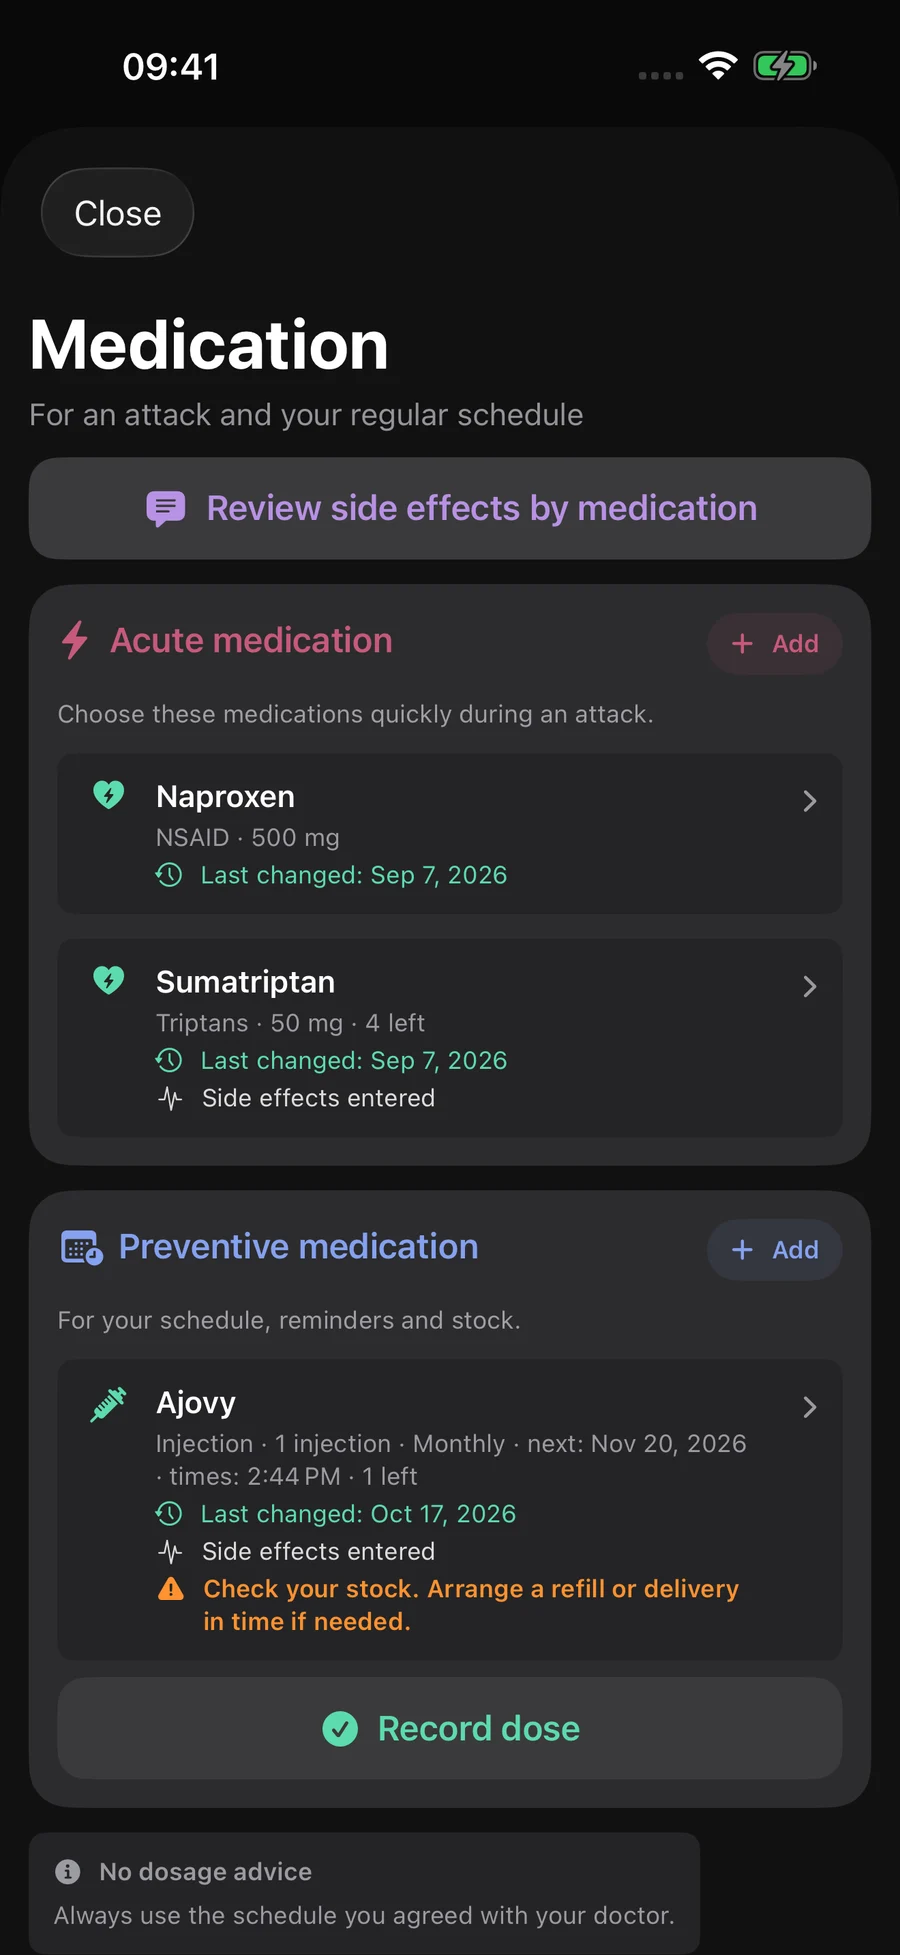 09:41
Close
Medication
For an attack and your regular schedule
Review side effects by medication
Acute medication
+ Add
Choose these medications quickly during an attack.
Naproxen
NSAID · 500 mg
Last changed: Sep 7, 2026
Sumatriptan
Triptans · 50 mg · 4 left
Last changed: Sep 7, 2026
Side effects entered
Preventive medication
+ Add
For your schedule, reminders and stock.
Ajovy
Injection · 1 injection · Monthly · next: Nov 20, 2026
· times: 2:44 PM · 1 left
Last changed: Oct 17, 2026
Side effects entered
Check your stock. Arrange a refill or delivery
in time if needed.
Record dose
No dosage advice
Always use the schedule you agreed with your doctor.